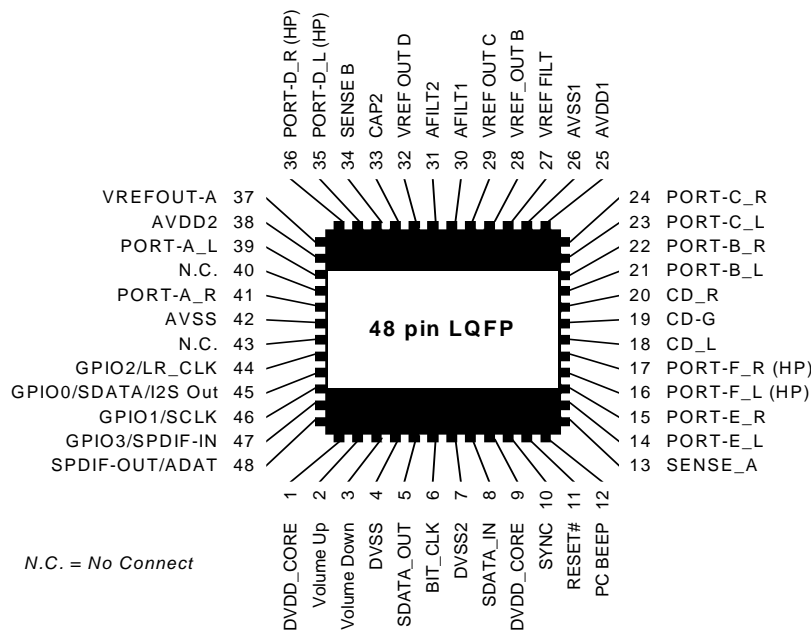 36 PORT-D_R (HP)
35 PORT-D_L (HP)
34 SENSE B
33 CAP2
32 VREF OUT D
31 AFILT2
30 AFILT1
29 VREF OUT C
28 VREF_OUT B
27 VREF FILT
26 AVSS1
25 AVDD1
VREFOUT-A 37
AVDD2 38
PORT-A_L 39
N.C. 40
PORT-A_R 41
AVSS 42
N.C. 43
GPIO2/LR_CLK 44
GPIO0/SDATA/I2S Out 45
GPIO1/SCLK 46
GPIO3/SPDIF-IN 47
SPDIF-OUT/ADAT 48
48 pin LQFP
24 PORT-C_R
23 PORT-C_L
22 PORT-B_R
21 PORT-B_L
20 CD_R
19 CD-G
18 CD_L
17 PORT-F_R (HP)
16 PORT-F_L (HP)
15 PORT-E_R
14 PORT-E_L
13 SENSE_A
DVDD_CORE 1
Volume Up 2
Volume Down 3
DVSS 4
SDATA_OUT 5
BIT_CLK 6
DVSS2 7
SDATA_IN 8
DVDD_CORE 9
SYNC 10
RESET# 11
PC BEEP 12
N.C. = No Connect